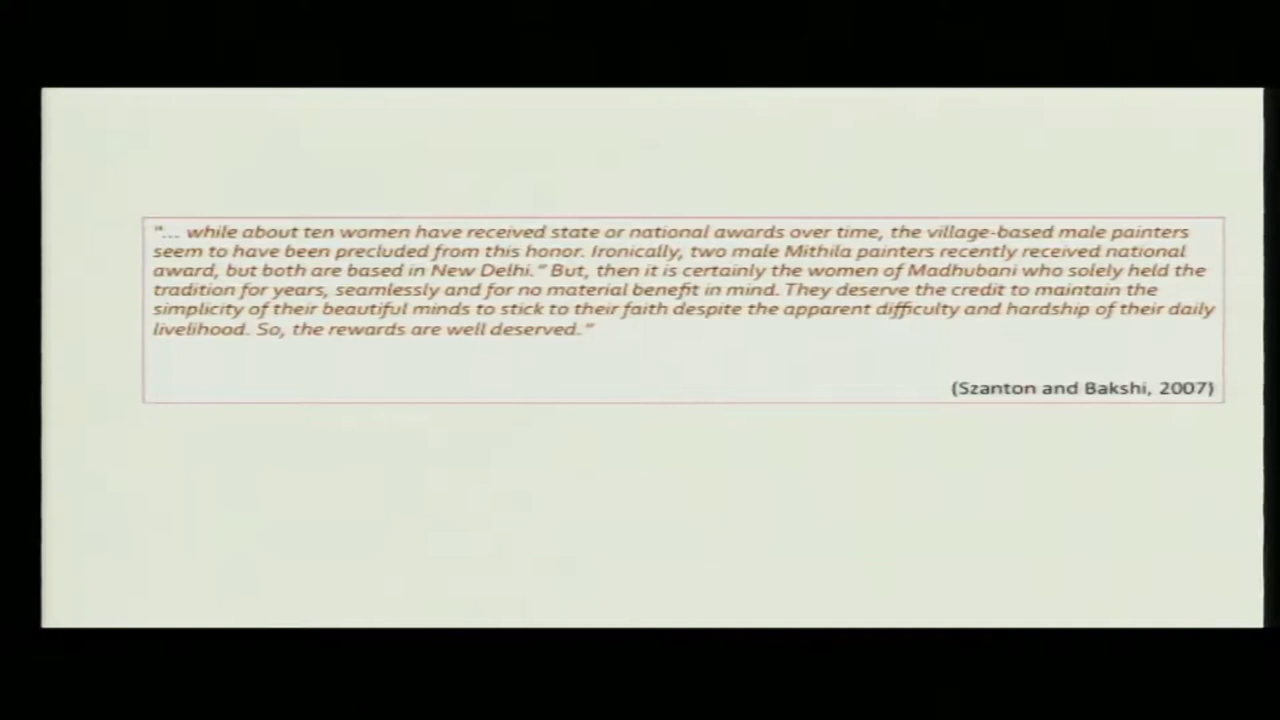 "... while about ten women have received state or national awards over time, the village-based male painters
seem to have been precluded from this honor. Ironically, two male Mithila painters recently received national
award, but both are based in New Delhi." But, then it is certainly the women of Madhubani who solely held the
tradition for years, seamlessly and for no material benefit in mind. They deserve the credit to maintain the
simplicity of their beautiful minds to stick to their faith despite the apparent difficulty and hardship of their daily
livelihood. So, the rewards are well deserved."
(Szanton and Bakshi, 2007)